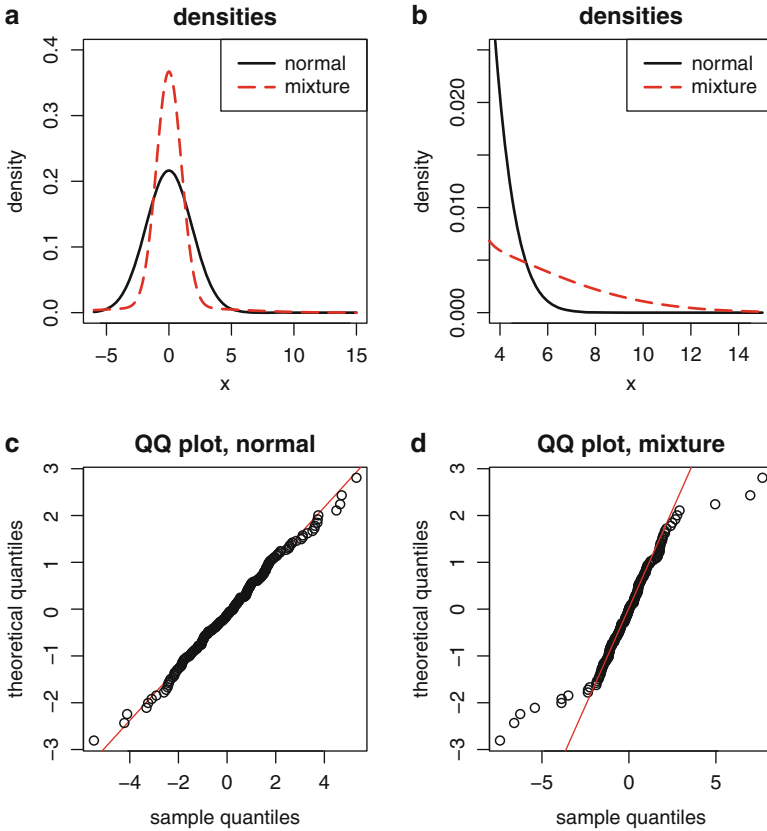 a
densities
normal
mixture
density
0.0
0.1
0.2
0.3
0.4
−5
0
5
10
15
x
b
densities
normal
mixture
density
0.000
0.010
0.020
4
6
8
10
12
14
x
c
QQ plot, normal
theoretical quantiles
−3
−2
−1
0
1
2
3
−4
−2
0
2
4
sample quantiles
d
QQ plot, mixture
theoretical quantiles
−3
−2
−1
0
1
2
3
−5
0
5
sample quantiles